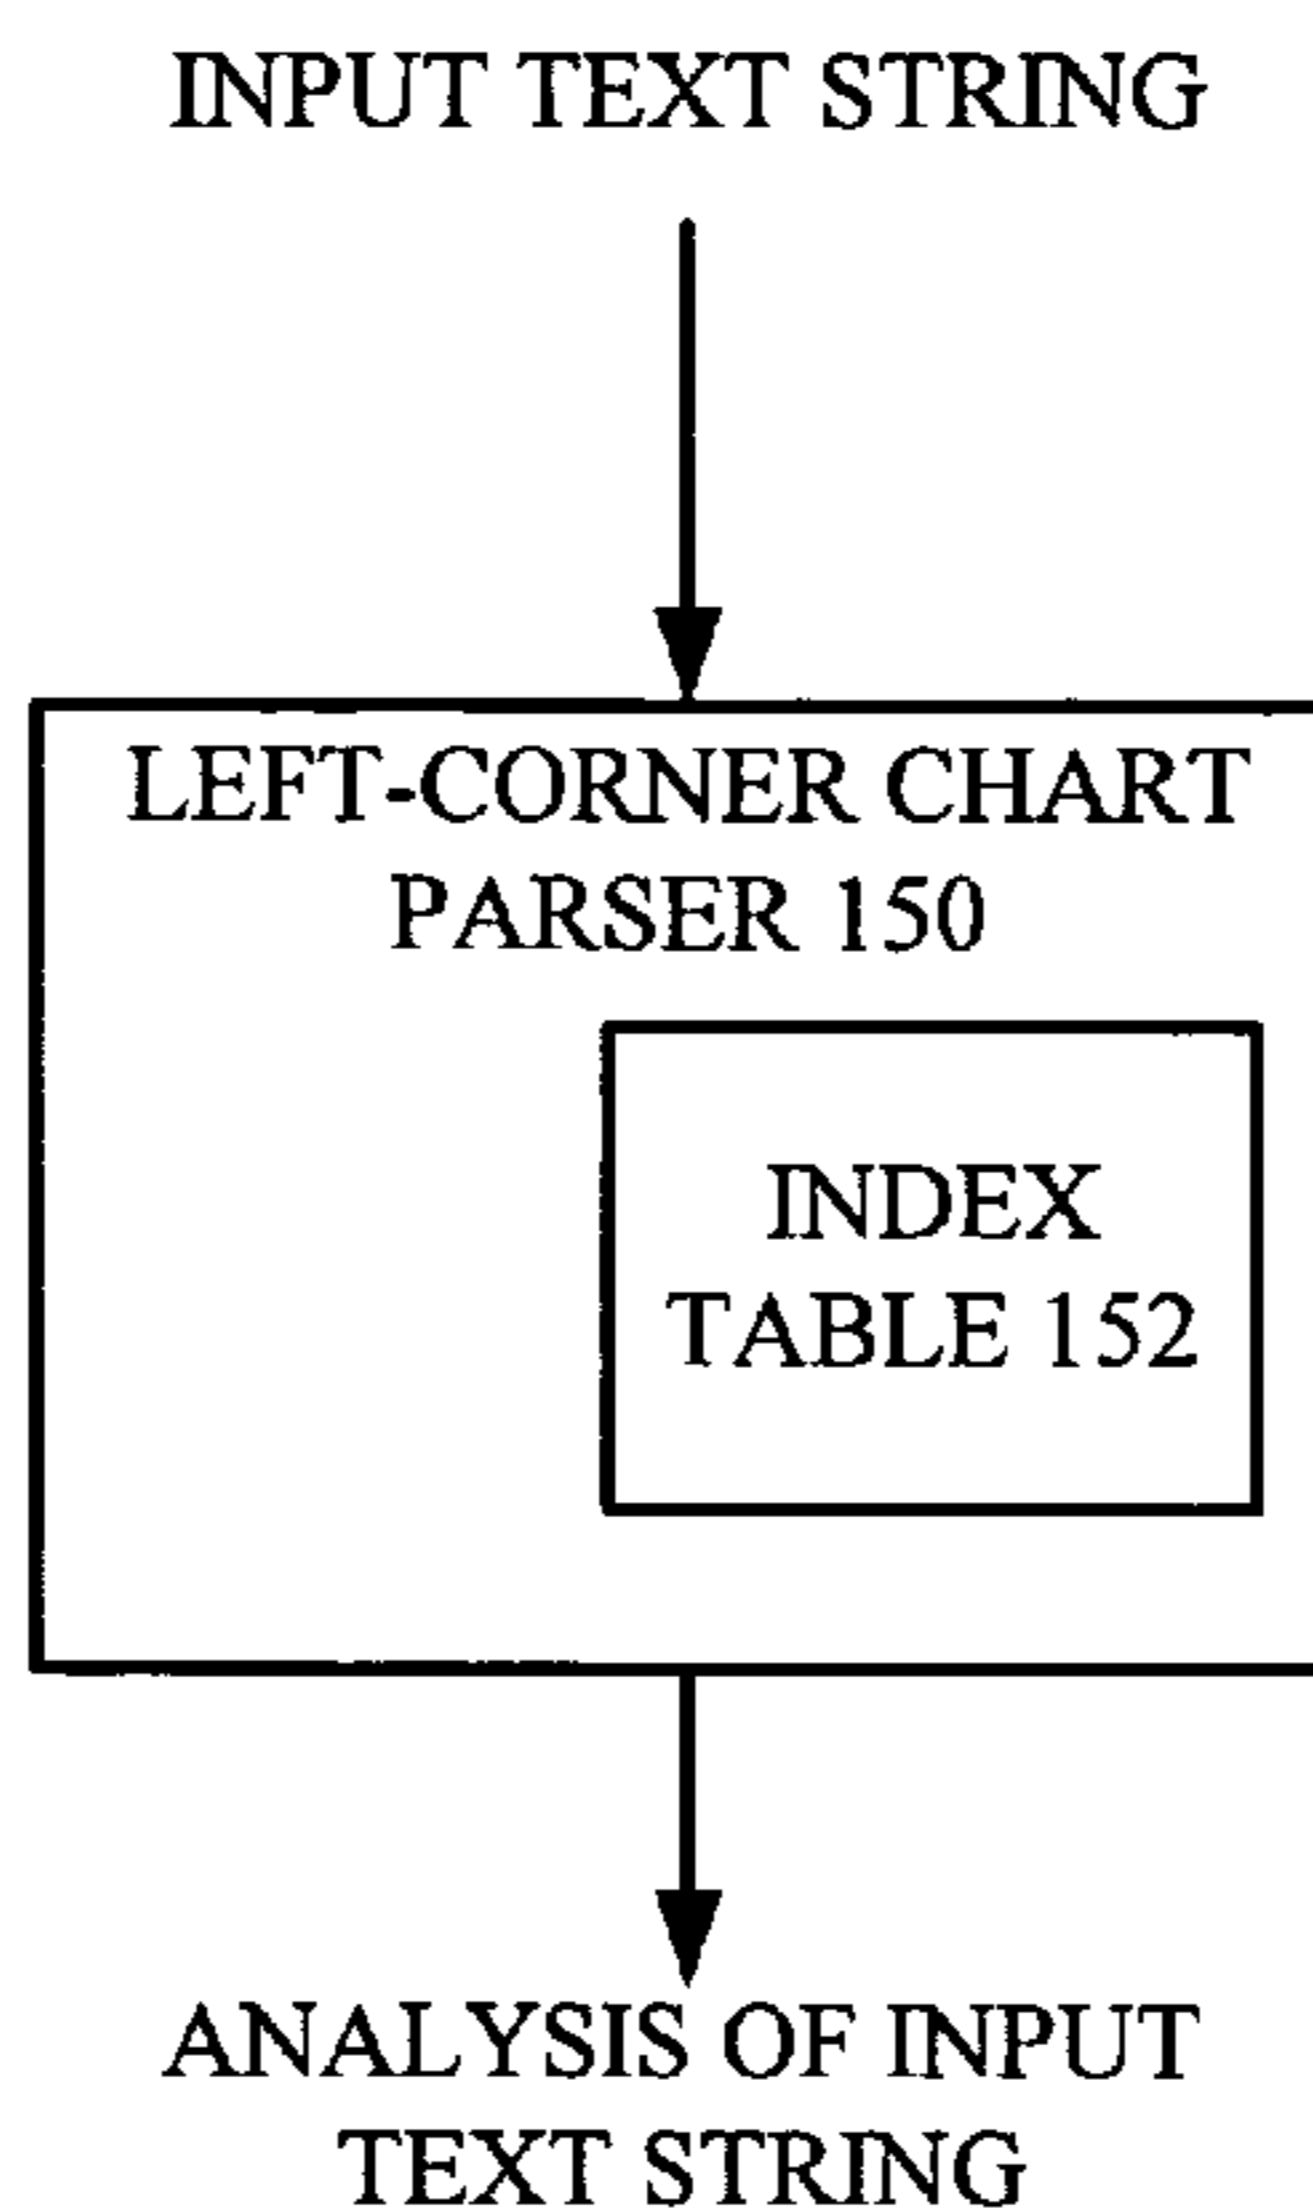 INPUT TEXT STRING
LEFT-CORNER CHART
PARSER 150
INDEX
TABLE 152
ANALYSIS OF INPUT
TEXT STRING